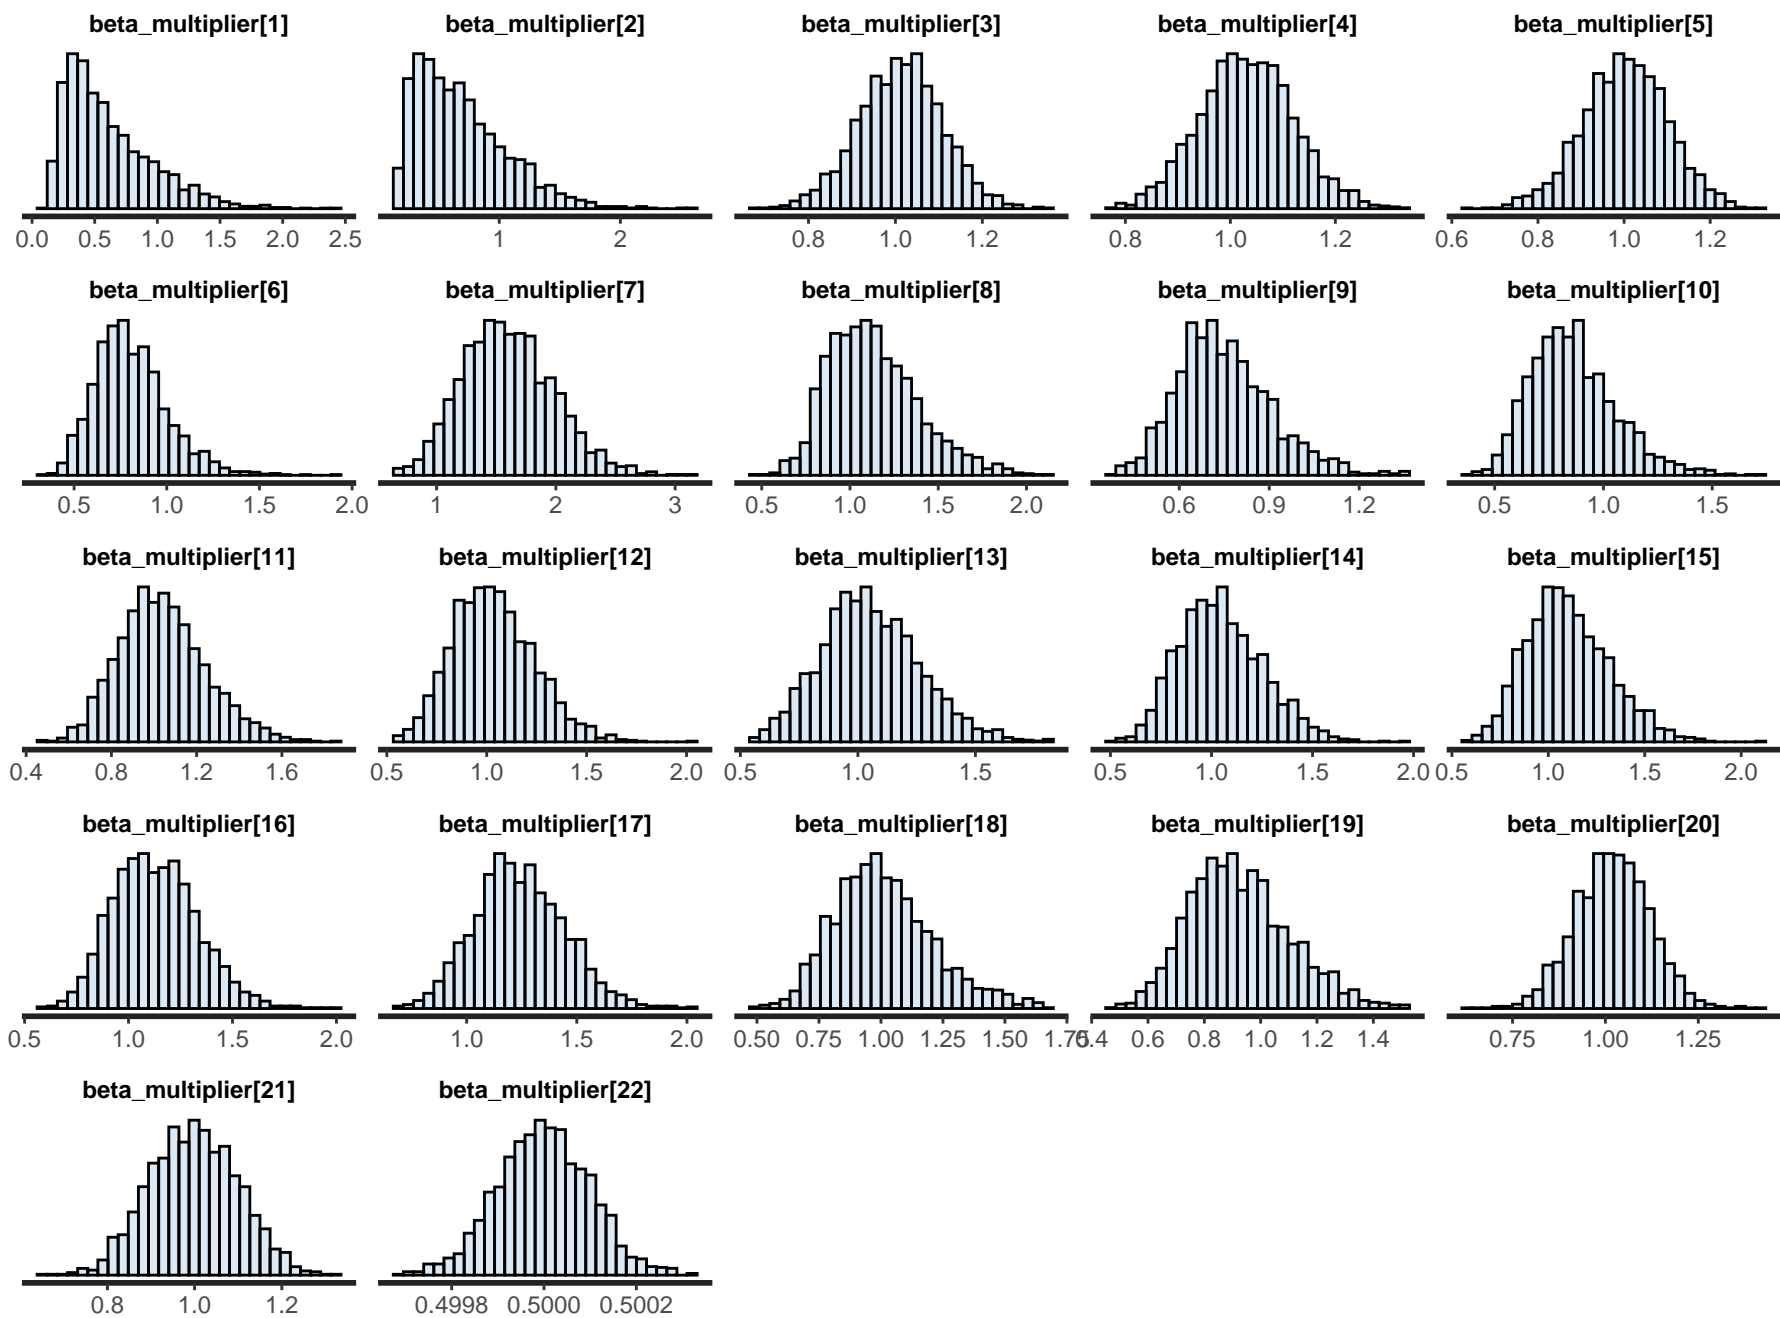 beta_multiplier[1] beta_multiplier[2] beta_multiplier[3] beta_multiplier[4] beta_multiplier[5]
0.0 0.5 1.0 1.5 2.0 2.5 1 2 0.8 1.0 1.2 0.8 1.0 1.2 0.6 0.8 1.0 1.2
beta_multiplier[6] beta_multiplier[7] beta_multiplier[8] beta_multiplier[9] beta_multiplier[10]
0.5 1.0 1.5 2.0 1 2 3 0.5 1.0 1.5 2.0 0.6 0.9 1.2 0.5 1.0 1.5
beta_multiplier[11] beta_multiplier[12] beta_multiplier[13] beta_multiplier[14] beta_multiplier[15]
0.4 0.8 1.2 1.6 0.5 1.0 1.5 2.0 0.5 1.0 1.5 0.5 1.0 1.5 2.0 0.5 1.0 1.5 2.0
beta_multiplier[16] beta_multiplier[17] beta_multiplier[18] beta_multiplier[19] beta_multiplier[20]
0.5 1.0 1.5 2.0 1.0 1.5 2.0 0.50 0.75 1.00 1.25 1.50 1.75 0.4 0.6 0.8 1.0 1.2 1.4 0.75 1.00 1.25
beta_multiplier[21] beta_multiplier[22]
0.8 1.0 1.2 0.4998 0.5000 0.5002